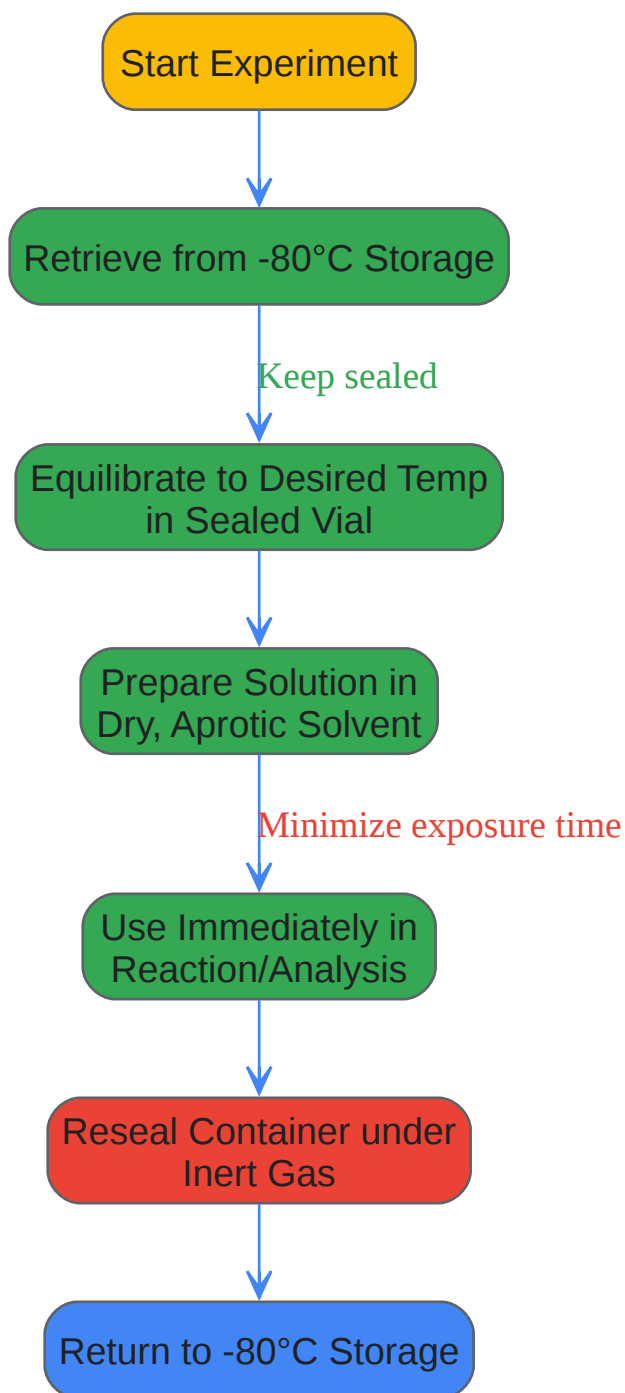 Start Experiment
Retrieve from -80°C Storage
Keep sealed
Equilibrate to Desired Temp
in Sealed Vial
Prepare Solution in
Dry, Aprotic Solvent
Minimize exposure time
Use Immediately in
Reaction/Analysis
Reseal Container under
Inert Gas
Return to -80°C Storage